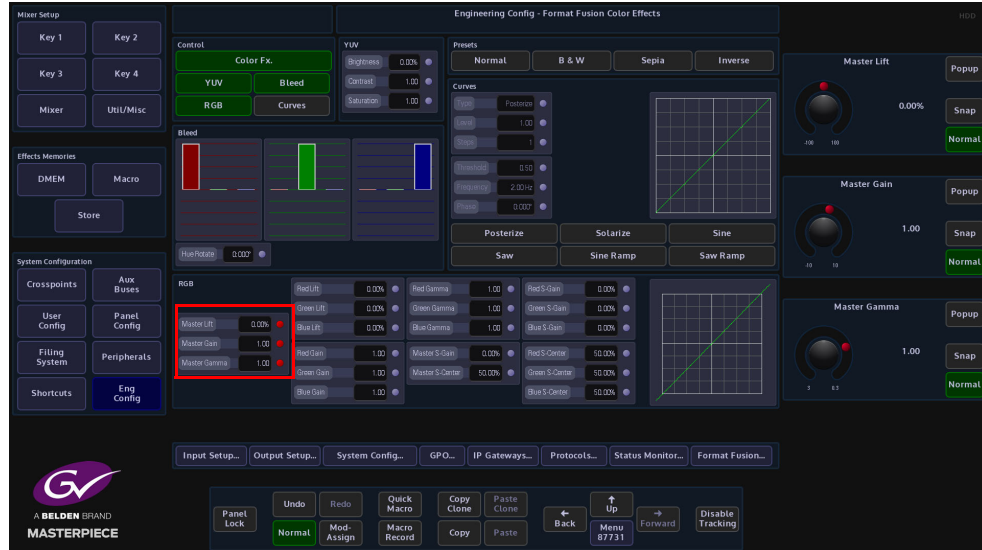 Mixer Setup
Engineering Config - Format Fusion Color Effects
HDD
Key 1 Key 2
Key 3 Key 4
Mixer Util/Misc
Effects Memories
DMEM Macro
Store
System Configuration
Crosspoints Aux Buses
User Config Panel Config
Filing System Peripherals
Shortcuts Eng Config
Control
Color Fx.
YUV Bleed
RGB Curves
YUV
Brightness 0.00%
Contrast 1.00
Saturation 1.00
Presets
Normal B & W Sepia Inverse
Curves
Type Posterize
Level 1.00
Steps 1
Threshold 0.50
Frequency 2.00 Hz
Phase 0.000°
Posterize Solarize Sine
Saw Sine Ramp Saw Ramp
Bleed
Hue Rotate 0.000°
RGB
Master Lift 0.00%
Master Gain 1.00
Master Gamma 1.00
Red Lift 0.00%
Green Lift 0.00%
Blue Lift 0.00%
Red Gain 1.00
Green Gain 1.00
Blue Gain 1.00
Red Gamma 1.00
Green Gamma 1.00
Blue Gamma 1.00
Master S-Gain 0.00%
Master S-Center 50.00%
Red S-Gain 0.00%
Green S-Gain 0.00%
Blue S-Gain 0.00%
Red S-Center 50.00%
Green S-Center 50.00%
Blue S-Center 50.00%
Master Lift
0.00%
-100 100
Popup
Snap
Normal
Master Gain
1.00
-10 10
Popup
Snap
Normal
Master Gamma
1.00
3 0.3
Popup
Snap
Normal
Input Setup... Output Setup... System Config... GPO... IP Gateways... Protocols... Status Monitor... Format Fusion...
GV
A BELDEN BRAND
MASTERPIECE
Panel Lock
Undo Redo
Normal Mod-Assign
Quick Macro
Macro Record
Copy Clone Paste Clone
Copy Paste
Back
Up
Menu 87731
Forward
Disable Tracking